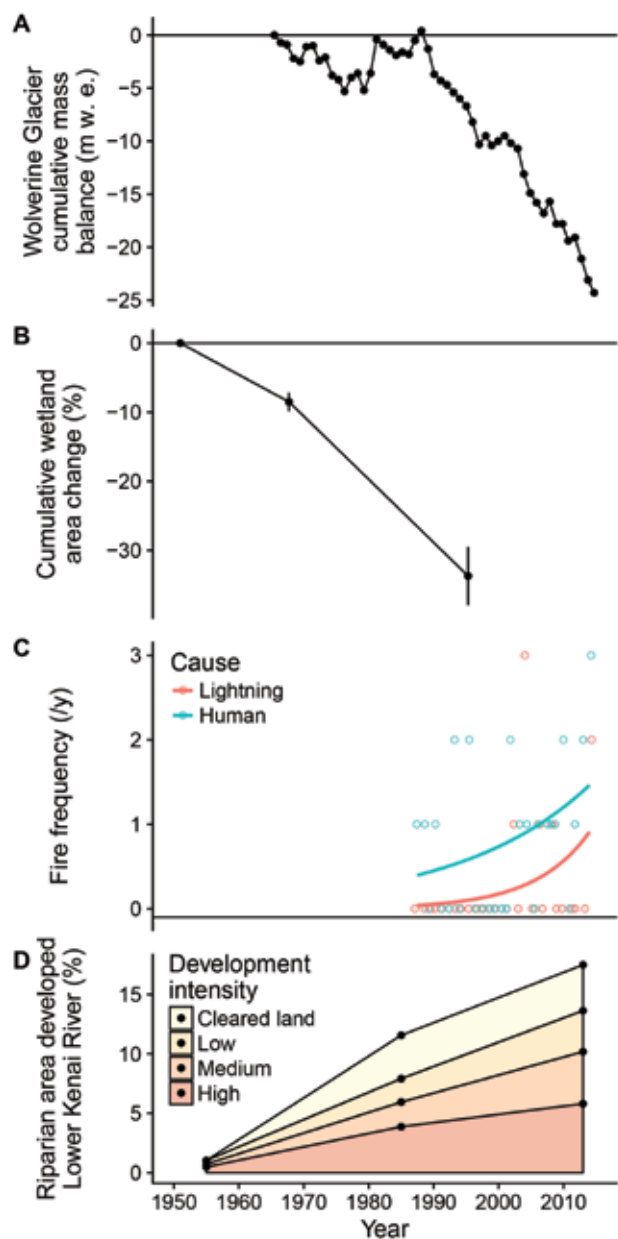 A
Wolverine Glacier
cumulative mass
balance (m w. e.)
0
−5
−10
−15
−20
−25
B
Cumulative wetland
area change (%)
0
−10
−20
−30
C
Fire frequency (/y)
3
2
1
0
Cause
Lightning
Human
D
Riparian area developed
Lower Kenai River (%)
15
10
5
0
Development
intensity
Cleared land
Low
Medium
High
1950 1960 1970 1980 1990 2000 2010
Year